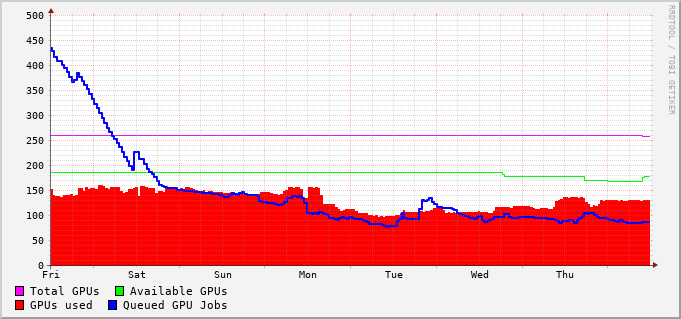 500
450
400
350
300
250
200
150
100
50
0
Fri Sat Sun Mon Tue Wed Thu
Total GPUs Available GPUs
GPUs used Queued GPU Jobs
RRDTOOL / TOBI OETIKER